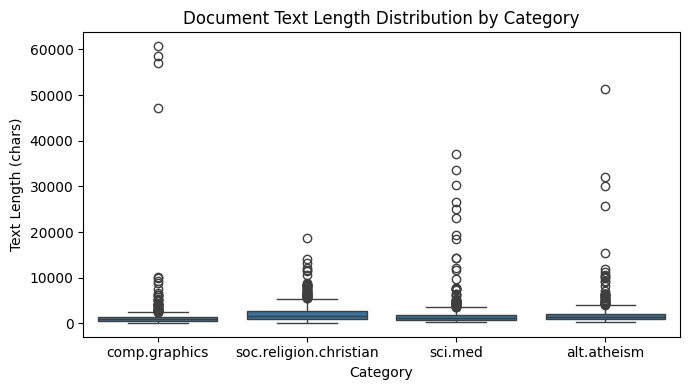 Document Text Length Distribution by Category
Text Length (chars)
60000
50000
40000
30000
20000
10000
0
comp.graphics soc.religion.christian sci.med alt.atheism
Category